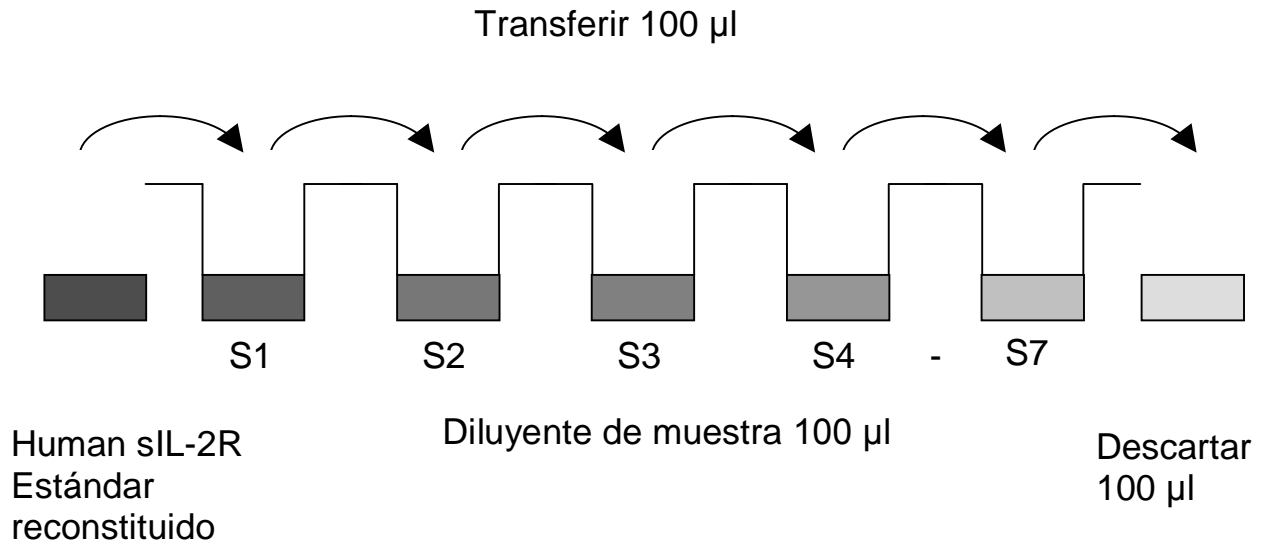 Transferir 100 µl
S1 S2 S3 S4 - S7
Human sIL-2R
Estándar
reconstituido
Diluyente de muestra 100 µl
Descartar
100 µl